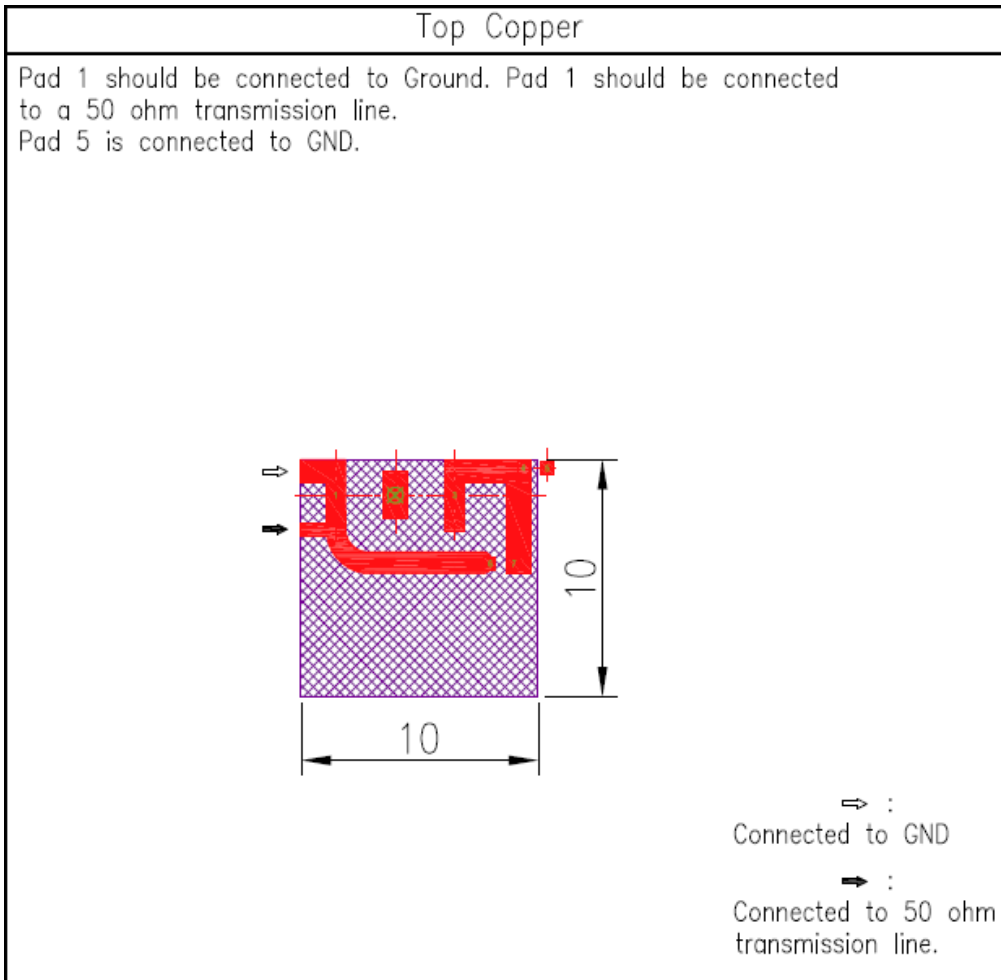 Top Copper
Pad 1 should be connected to Ground. Pad 1 should be connected
to a 50 ohm transmission line.
Pad 5 is connected to GND.
10
10
⇨ :
Connected to GND
➡ :
Connected to 50 ohm
transmission line.